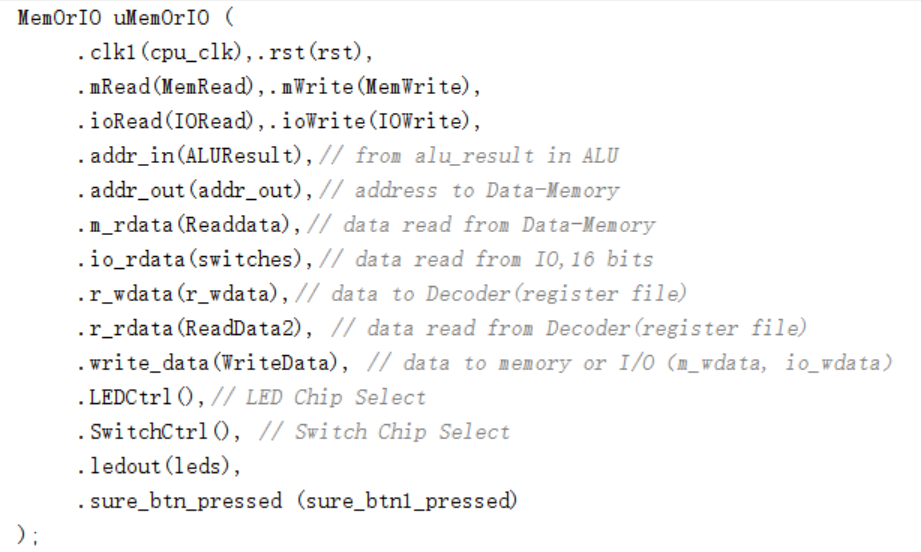 MemOrIO uMemOrIO (
.clk1(cpu_clk),.rst(rst),
.mRead(MemRead),.mWrite(MemWrite),
.ioRead(IORead),.ioWrite(IOWrite),
.addr_in(ALUResult),// from alu_result in ALU
.addr_out(addr_out),// address to Data-Memory
.m_rdata(Readdata),// data read from Data-Memory
.io_rdata(switches),// data read from IO,16 bits
.r_wdata(r_wdata),// data to Decoder(register file)
.r_rdata(ReadData2), // data read from Decoder(register file)
.write_data(WriteData), // data to memory or I/O (m_wdata, io_wdata)
.LEDCtrl(),// LED Chip Select
.SwitchCtrl(), // Switch Chip Select
.ledout(leds),
.sure_btn_pressed (sure_btn1_pressed)
);